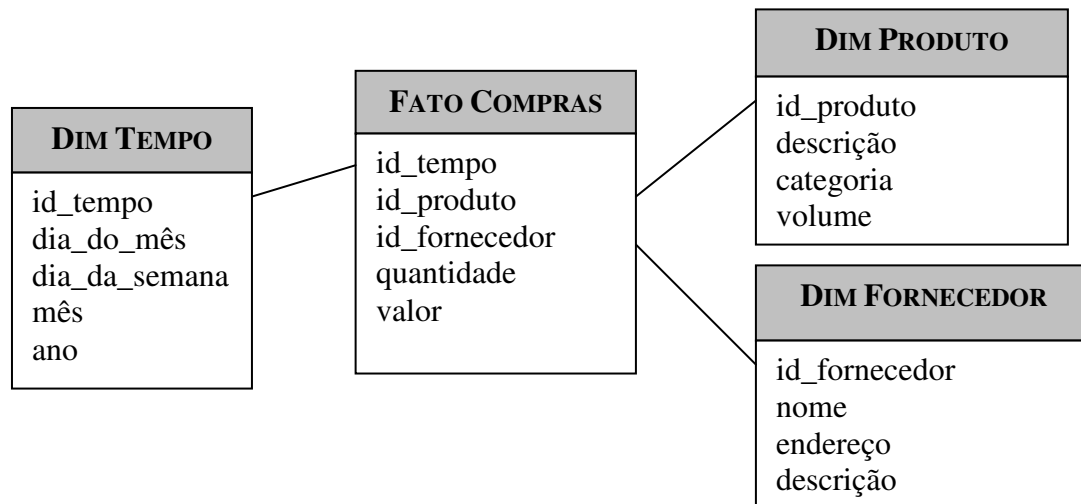 DIM TEMPO
id_tempo
dia_do_mês
dia_da_semana
mês
ano
FATO COMPRAS
id_tempo
id_produto
id_fornecedor
quantidade
valor
DIM PRODUTO
id_produto
descrição
categoria
volume
DIM FORNECEDOR
id_fornecedor
nome
endereço
descrição